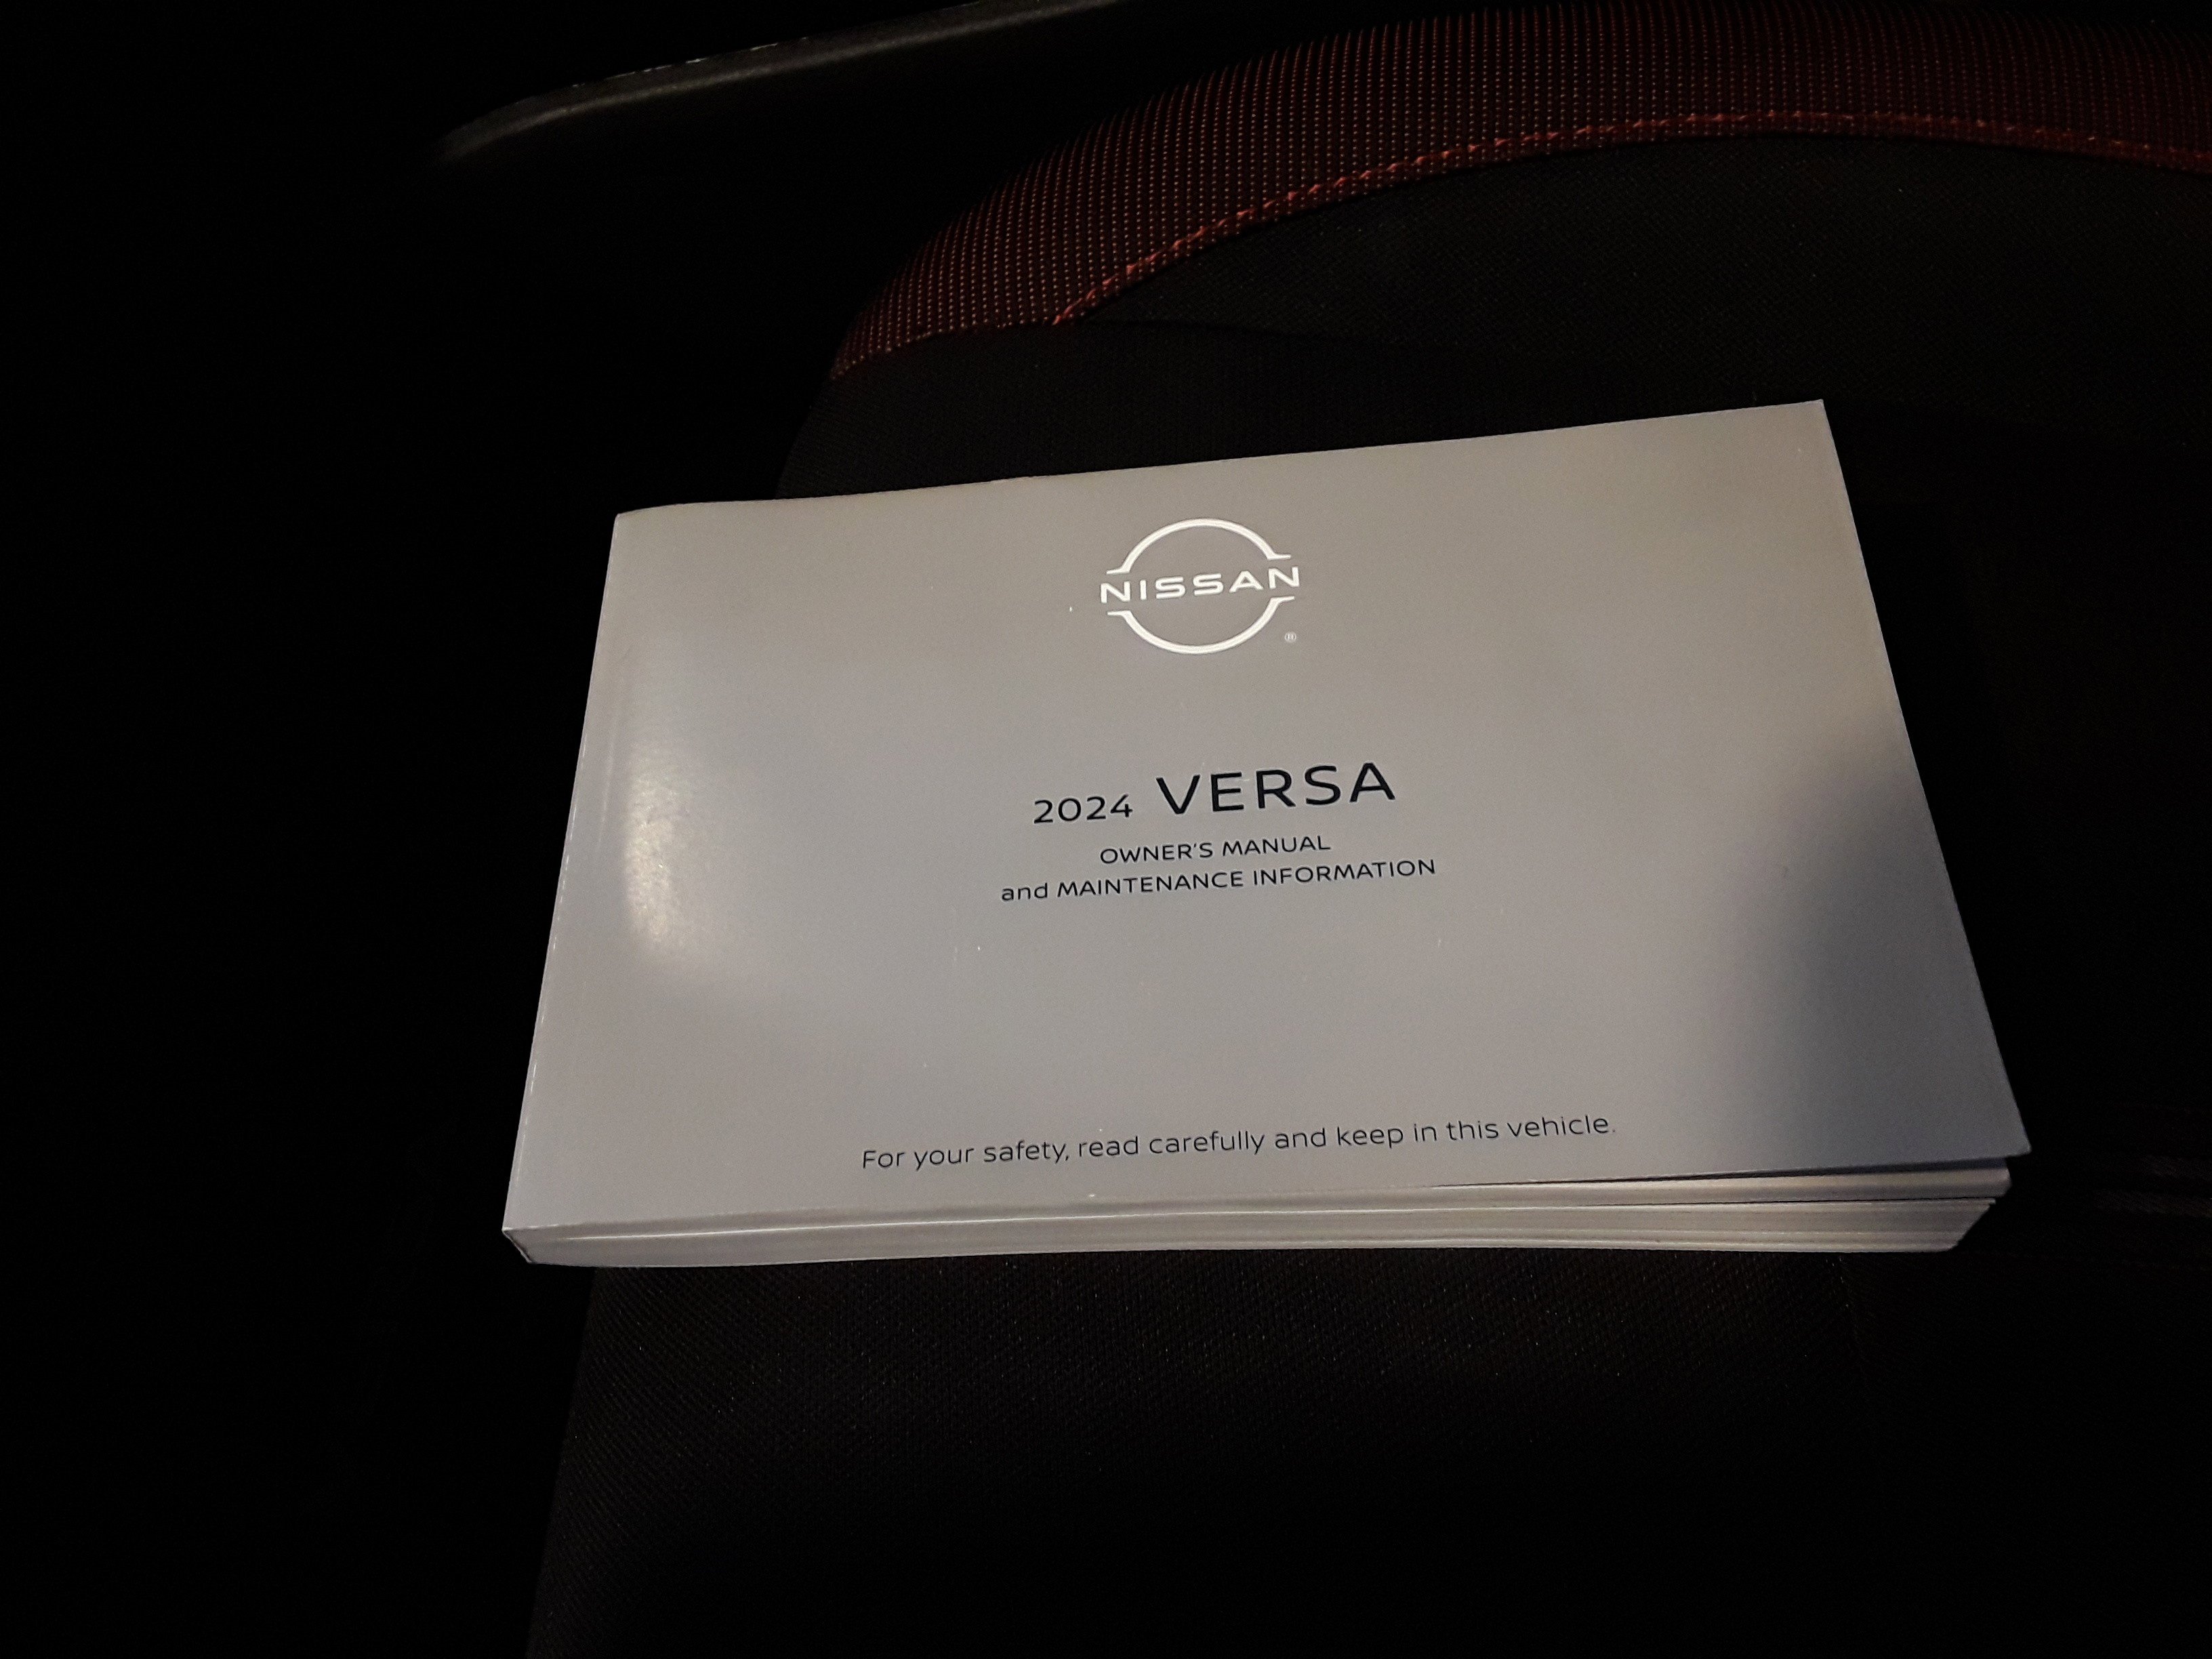 NISSAN
®
2024 VERSA
OWNER'S MANUAL
and MAINTENANCE INFORMATION
For your safety, read carefully and keep in this vehicle.